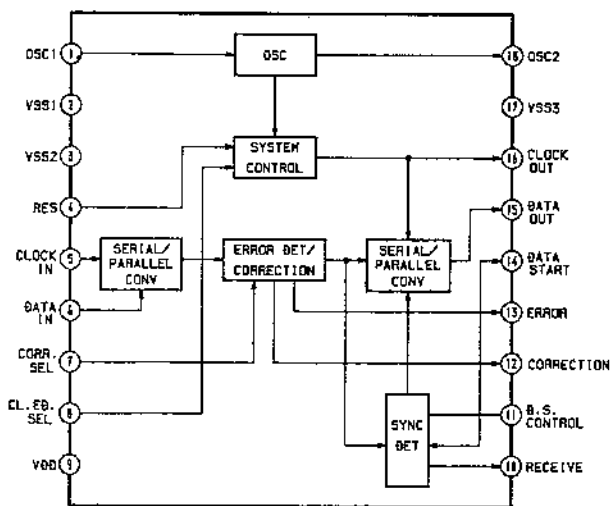 OSC1
1
OSC
18
OSC2
VSS1
2
17
VSS3
VSS2
3
SYSTEM
CONTROL
16
CLOCK
OUT
RES
4
15
DATA
OUT
CLOCK
IN
5
SERIAL/
PARALLEL
CONV
ERROR DET/
CORRECTION
SERIAL/
PARALLEL
CONV
14
DATA
START
DATA
IN
6
13
ERROR
CORR.
SEL
7
12
CORRECTION
CL.ED.
SEL
8
SYNC
DET
11
B.S.
CONTROL
VDD
9
10
RECEIVE